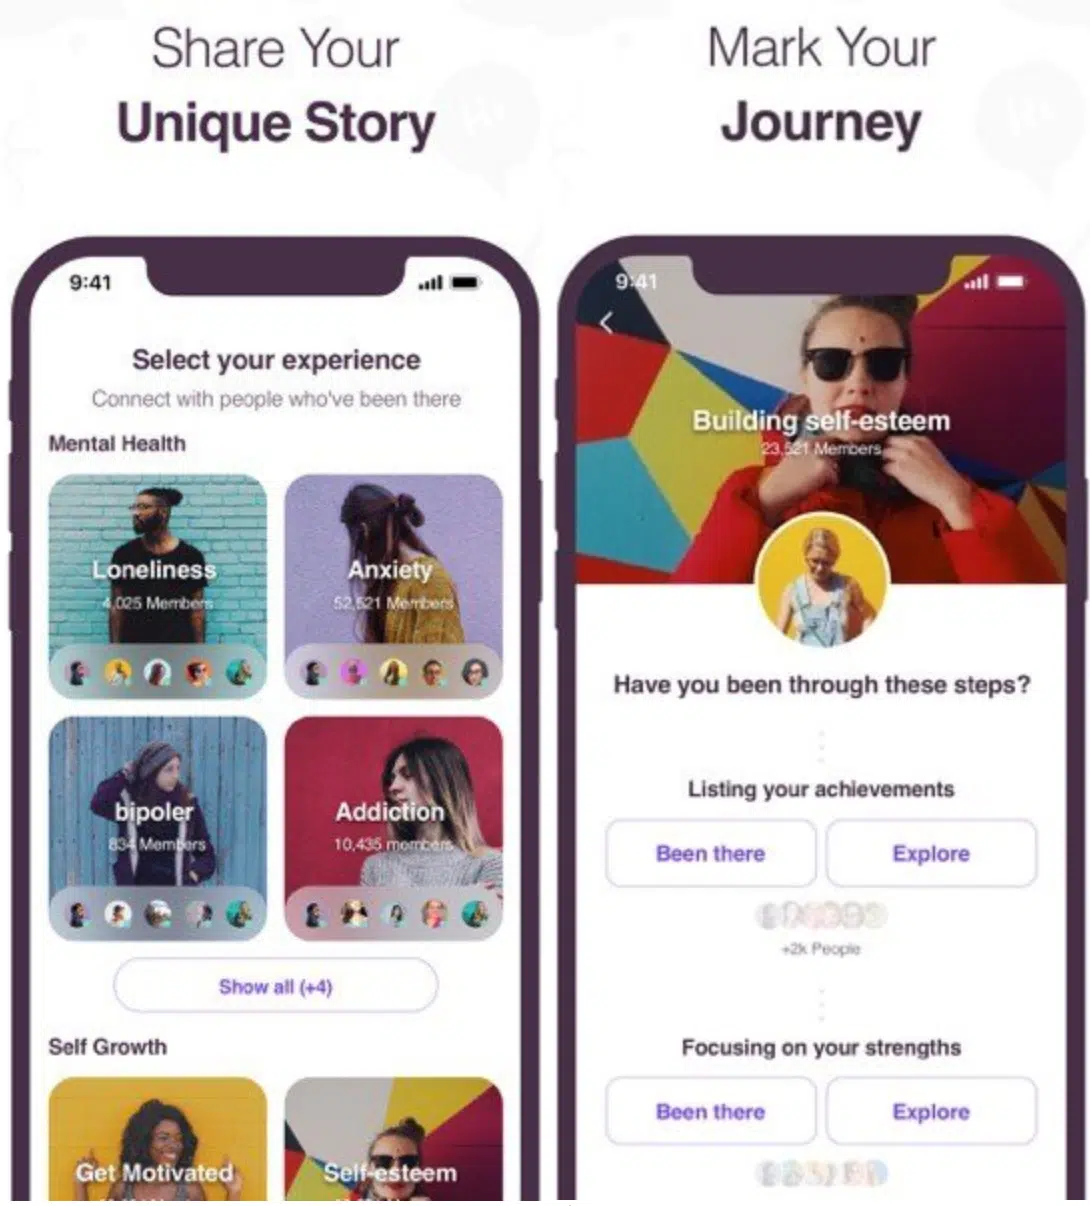 Share Your
Unique Story
9:41
Select your experience
Connect with people who've been there
Mental Health
Loneliness
4,025 Members
Anxiety
52,521 Members
bipoler
834 Members
Addiction
10,435 members
Show all (+4)
Self Growth
Get Motivated
Self-esteem
Mark Your
Journey
9:41
Building self-esteem
23,521 Members
Have you been through these steps?
Listing your achievements
Been there
Explore
+2k People
Focusing on your strengths
Been there
Explore
Hi
Hi